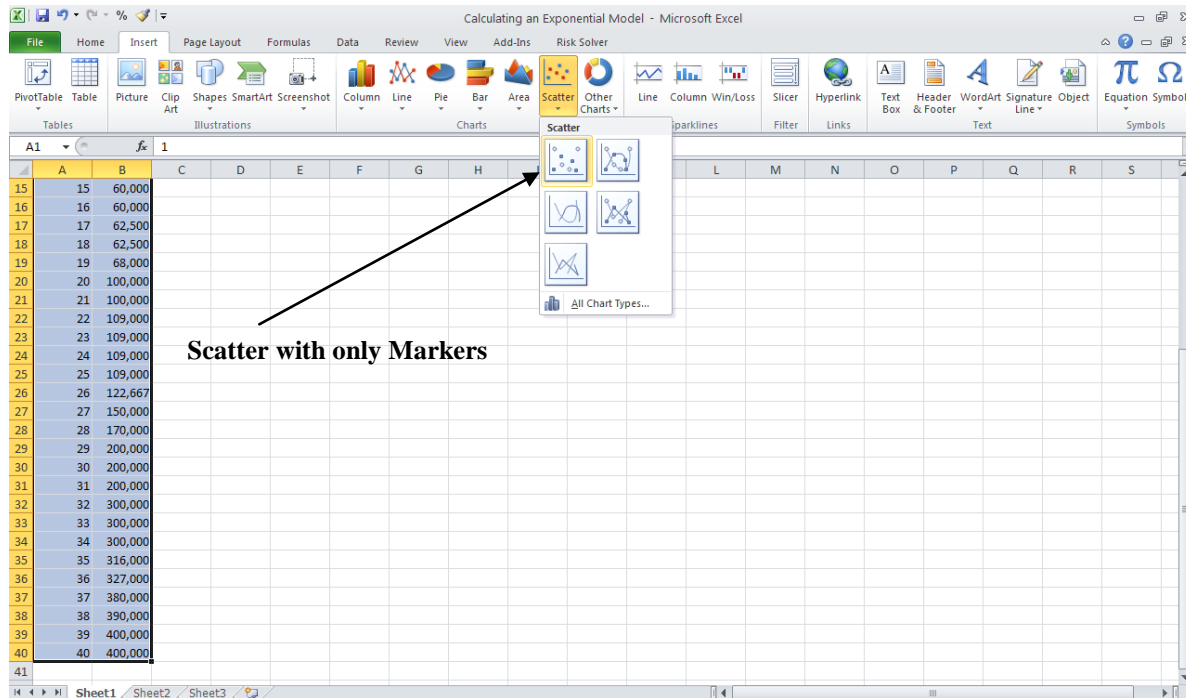 Calculating an Exponential Model - Microsoft Excel
File Home Insert Page Layout Formulas Data Review View Add-Ins Risk Solver
PivotTable Table Picture Clip Art Shapes SmartArt Screenshot Column Line Pie Bar Area Scatter Other Charts Line Column Win/Loss Slicer Hyperlink Text Box Header & Footer WordArt Signature Line Object Equation Symbol
Tables Illustrations Charts Sparklines Filter Links Text Symbols
Scatter
All Chart Types...
A1 fx 1
A B C D E F G H L M N O P Q R S
15 15 60,000
16 16 60,000
17 17 62,500
18 18 62,500
19 19 68,000
20 20 100,000
21 21 100,000
22 22 109,000
23 23 109,000
24 24 109,000
25 25 109,000
26 26 122,667
27 27 150,000
28 28 170,000
29 29 200,000
30 30 200,000
31 31 200,000
32 32 300,000
33 33 300,000
34 34 300,000
35 35 316,000
36 36 327,000
37 37 380,000
38 38 390,000
39 39 400,000
40 40 400,000
41
Scatter with only Markers
Sheet1 Sheet2 Sheet3